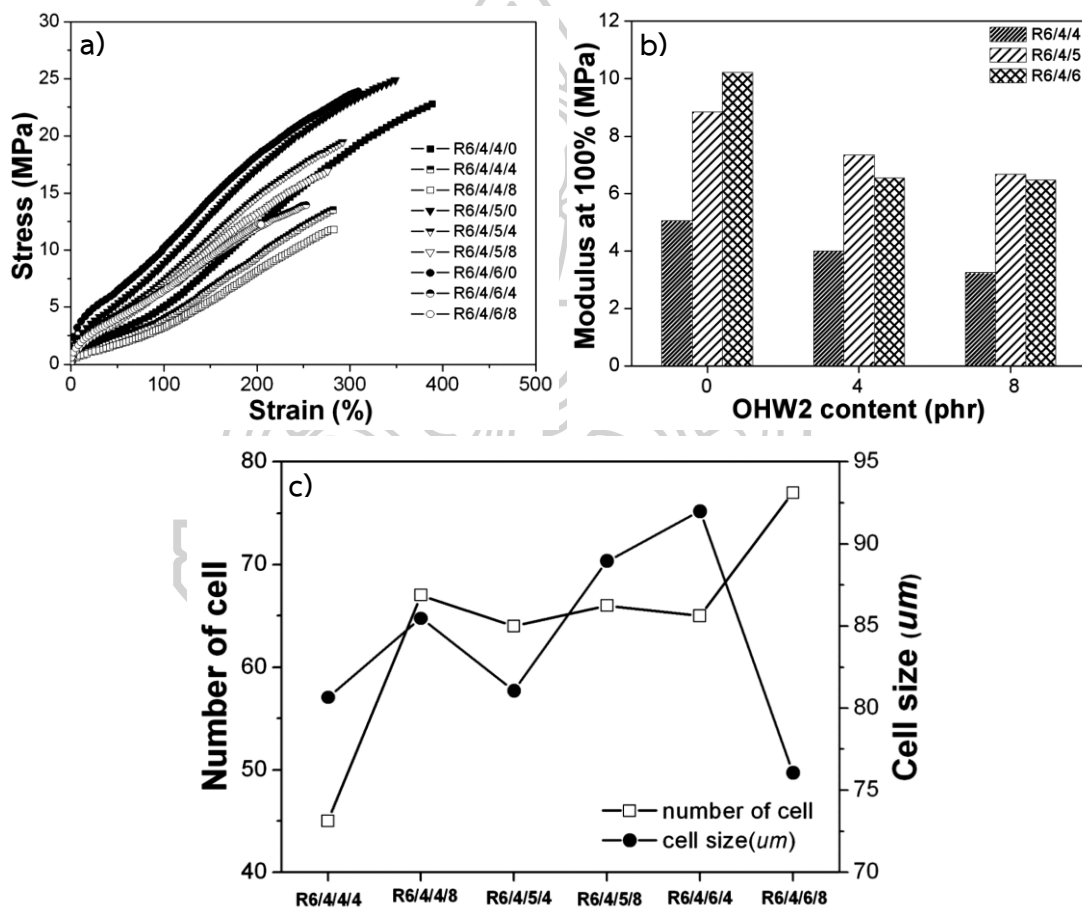 a)
Stress (MPa)
30
25
20
15
10
5
0
0 100 200 300 400 500
Strain (%)
R6/4/4/0
R6/4/4/4
R6/4/4/8
R6/4/5/0
R6/4/5/4
R6/4/5/8
R6/4/6/0
R6/4/6/4
R6/4/6/8
b)
Modulus at 100% (MPa)
12
10
8
6
4
2
0
0 4 8
OHW2 content (phr)
R6/4/4
R6/4/5
R6/4/6
c)
Number of cell
80
70
60
50
40
Cell size (um)
95
90
85
80
75
70
number of cell
cell size(um)
R6/4/4/4 R6/4/4/8 R6/4/5/4 R6/4/5/8 R6/4/6/4 R6/4/6/8